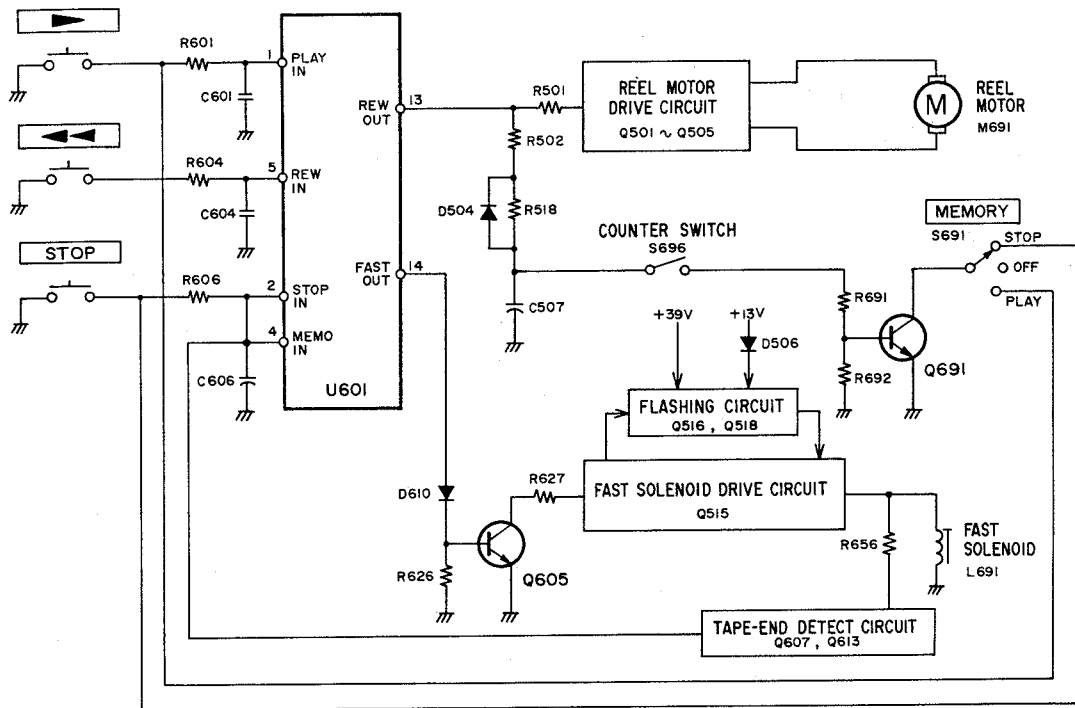 R601
1
PLAY
IN
C601
R604
5
REW
IN
C604
STOP
R606
2
STOP
IN
4
MEMO
IN
C606
U601
REW
OUT
13
FAST
OUT
14
R501
REEL MOTOR
DRIVE CIRCUIT
Q501 ~ Q505
M
REEL
MOTOR
M691
R502
D504
R518
C507
COUNTER SWITCH
S696
MEMORY
S691
STOP
OFF
PLAY
R691
R692
Q691
+39V
+13V
D506
FLASHING CIRCUIT
Q516 , Q518
D610
R626
Q605
R627
FAST SOLENOID DRIVE CIRCUIT
Q515
R656
FAST
SOLENOID
L691
TAPE-END DETECT CIRCUIT
Q607 , Q613